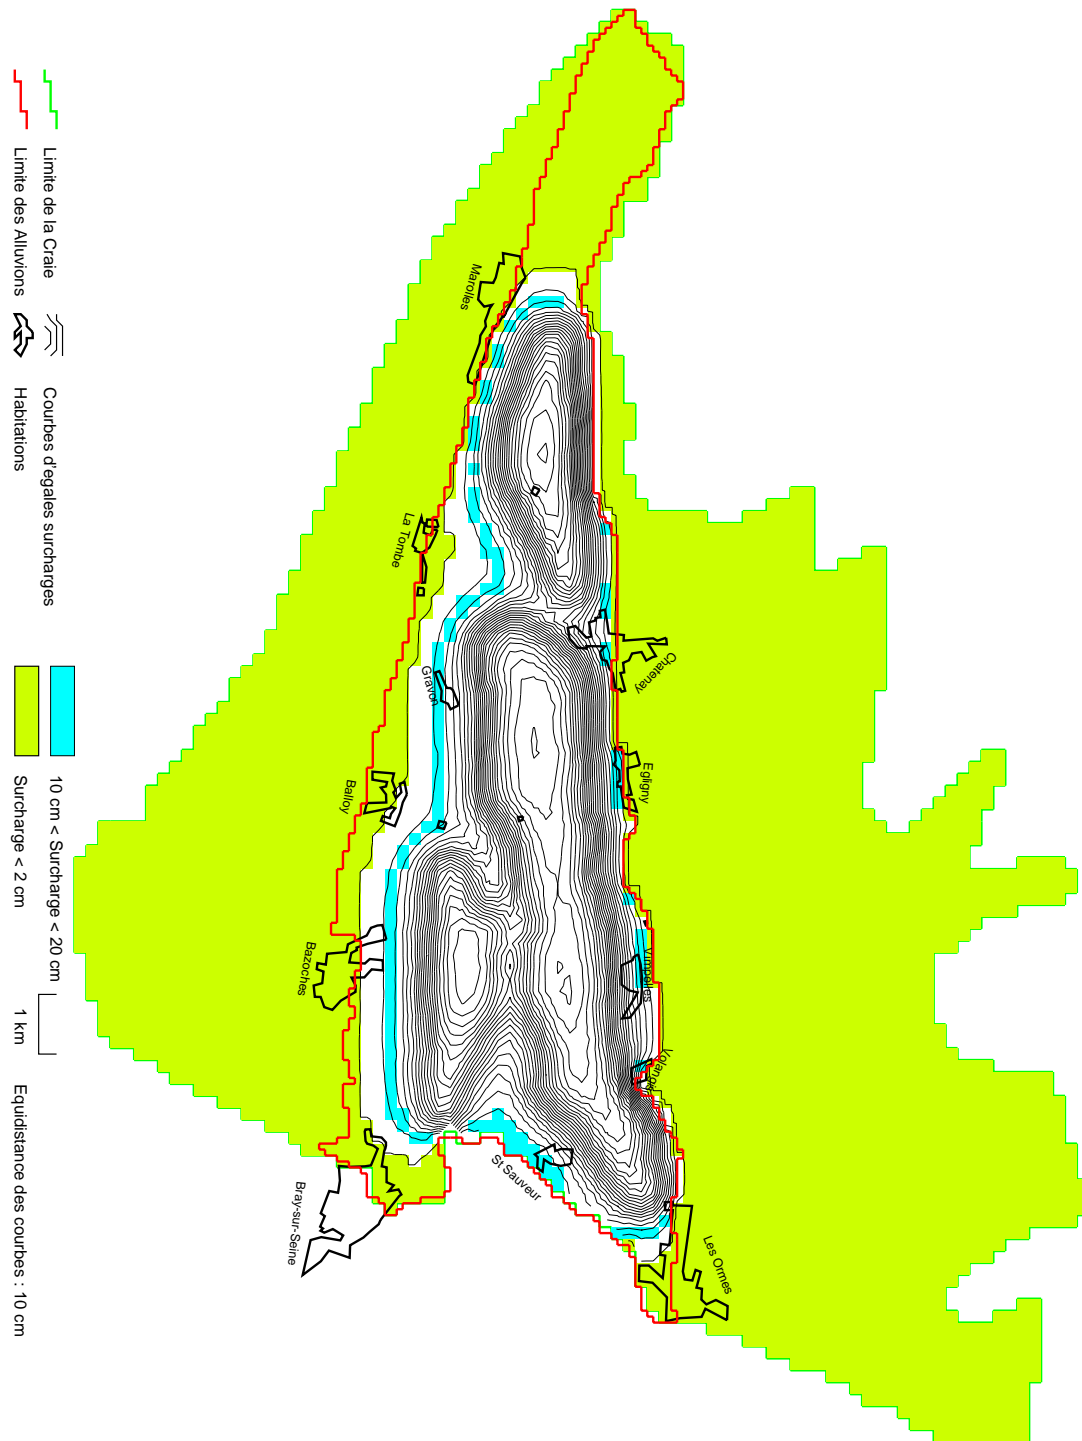 Marolles
La Tombe
Gravon
Balloy
Bazoches
Bray-sur-Seine
Chatenay
Egligny
Vimpelles
Volangis
St Sauveur
Les Ormes
Limite de la Craie
Limite des Alluvions
Courbes d'egales surcharges
Habitations
10 cm < Surcharge < 20 cm
Surcharge < 2 cm
1 km
Equidistance des courbes : 10 cm